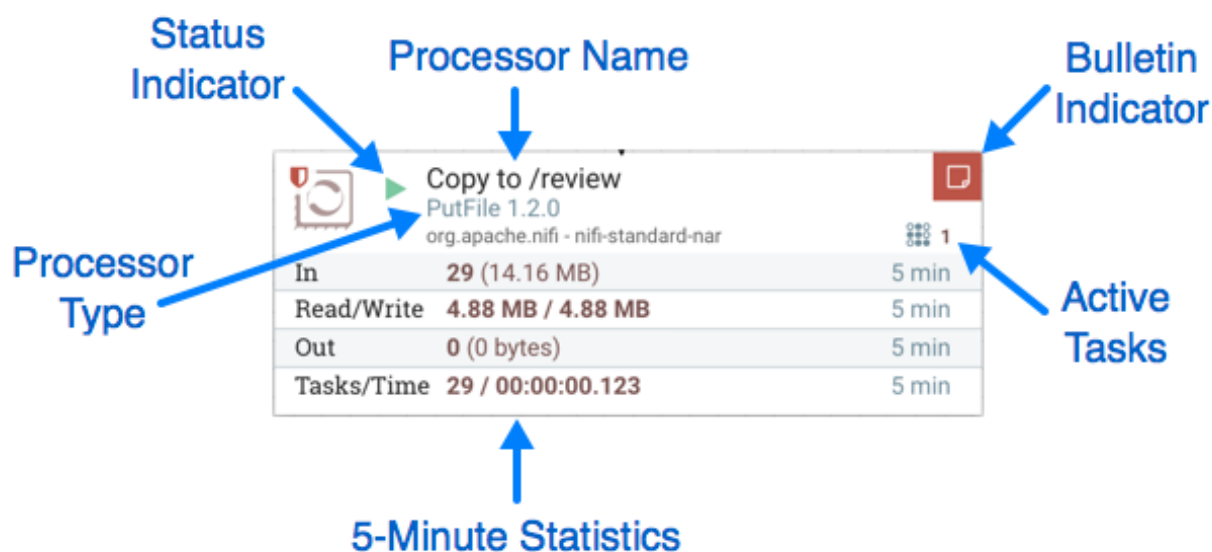 Status
Indicator
Processor Name
Bulletin
Indicator
Copy to /review
PutFile 1.2.0
org.apache.nifi - nifi-standard-nar
1
Processor
Type
In 29 (14.16 MB) 5 min
Read/Write 4.88 MB / 4.88 MB 5 min
Out 0 (0 bytes) 5 min
Tasks/Time 29 / 00:00:00.123 5 min
Active
Tasks
5-Minute Statistics